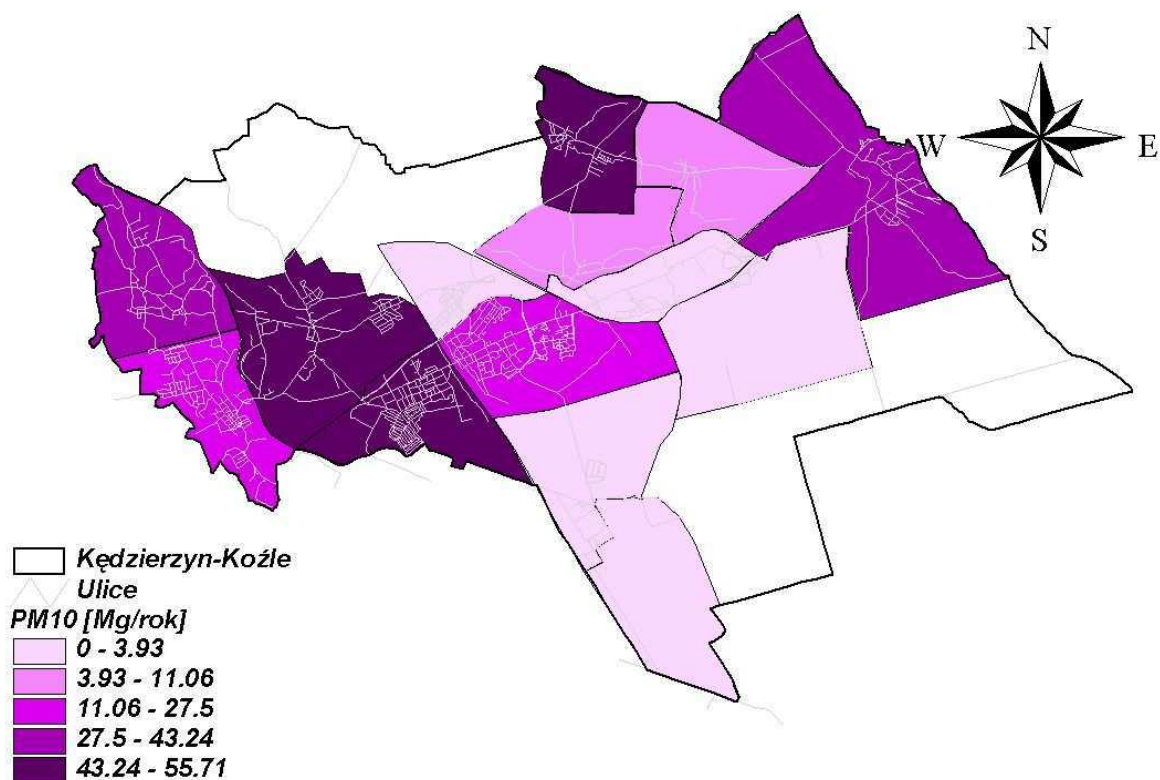 N
W E
S
Kędzierzyn-Koźle
Ulice
PM10 [Mg/rok]
0 - 3.93
3.93 - 11.06
11.06 - 27.5
27.5 - 43.24
43.24 - 55.71